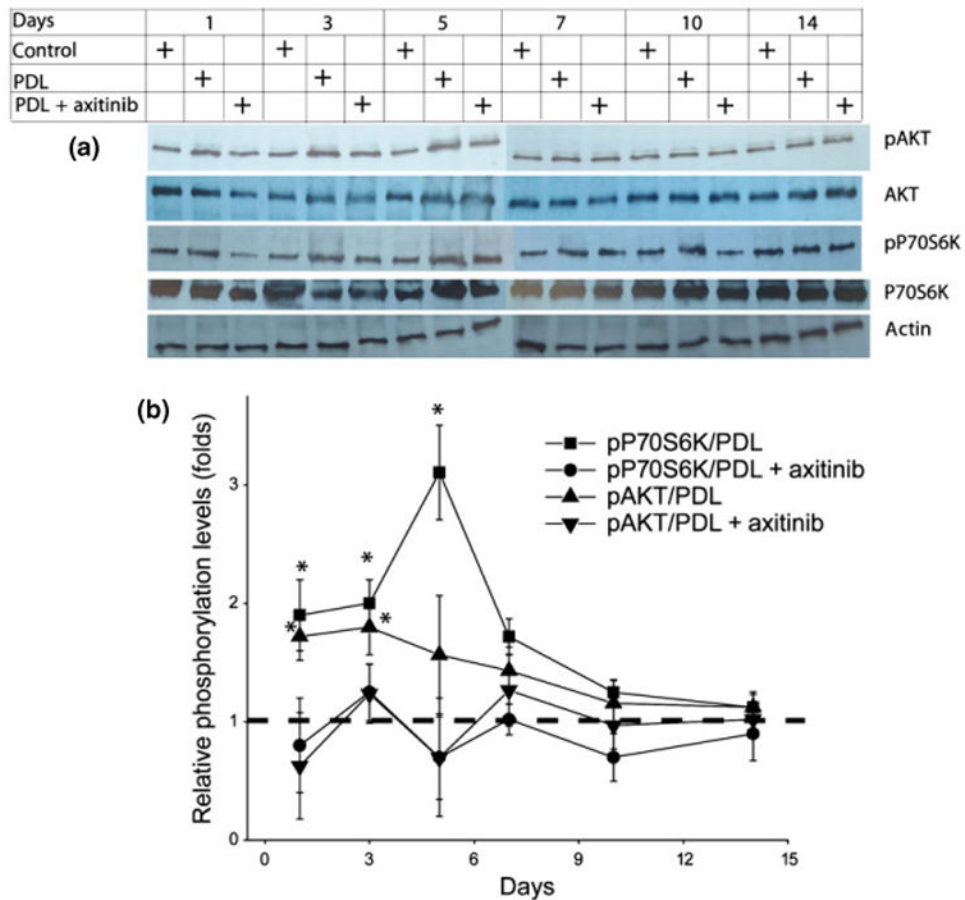 Days 1 3 5 7 10 14
Control + + + + + +
PDL + + + + + +
PDL + axitinib + + + + + +
(a)
pAKT
AKT
pP70S6K
P70S6K
Actin
(b)
Relative phosphorylation levels (folds)
pP70S6K/PDL
pP70S6K/PDL + axitinib
pAKT/PDL
pAKT/PDL + axitinib
*
* *
* *
3
2
1
0
0 3 6 9 12 15
Days